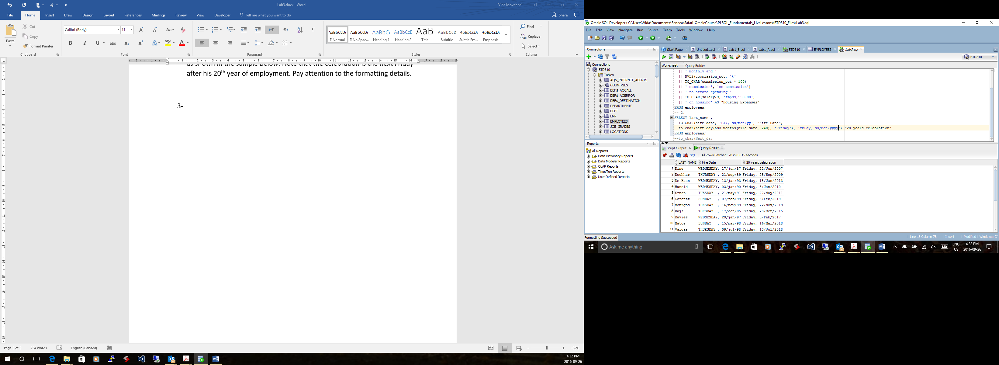 Lab3.docx - Word
Vida Movahedi
File Home Insert Draw Design Layout References Mailings Review View Developer Tell me what you want to do
Share
Paste
Cut
Copy
Format Painter
Clipboard
Calibri (Body) 11
Font
Paragraph
AaBbCcDc AaBbCcDc AaBbCc AaBbCcC AaB AaBbCcC AaBbCcDc AaBbCcDc
¶ Normal ¶ No Spac... Heading 1 Heading 2 Title Subtitle Subtle Em... Emphasis
Styles
Find
Replace
Select
Editing
as shown in the sample below. Note that the celebration is the next Friday
after his 20th year of employment. Pay attention to the formatting details.
3-
Page 2 of 2 254 words English (Canada) 132%
4:32 PM
2016-09-26
Oracle SQL Developer : C:\Users\Vida\Documents\Seneca\Safari-OracleCourse\PLSQL_Fundamentals_LiveLessons\BTD310_Files\Lab3.sql
File Edit View Navigate Run Source Team Tools Window Help
Connections
Connections
BTD310
Tables
AQ$_INTERNET_AGENTS
COUNTRIES
DEF$_AQCALL
DEF$_AQERROR
DEF$_DESTINATION
DEPARTMENTS
DEPT
EMP
EMPLOYEES
JOB_GRADES
LOCATIONS
Reports
All Reports
Data Dictionary Reports
Data Modeler Reports
OLAP Reports
TimesTen Reports
User Defined Reports
Start Page Untitled1.sql Lab1_B.sql Lab1_A.sql BTD310 EMPLOYEES Lab3.sql
BTD310
Worksheet Query Builder
|| ' monthly and '
|| NVL2(commission_pct, '%'
|| TO_CHAR(commission_pct * 100)
|| ' commission', 'no commission')
|| ' to afford spending '
|| TO_CHAR(salary/3, 'fm$99,999.00')
|| ' on housing' AS "Housing Expenses"
FROM employees;
-- 2.
SELECT last_name ,
TO_CHAR(hire_date, 'DAY, dd/mon/yy') "Hire Date",
to_char(next_day(add_months(hire_date, 240), 'Friday'), 'fmDay, dd/Mon/yyyy') "20 years celebration"
FROM employees;
--to_char(Next_day
Script Output Query Result
SQL | All Rows Fetched: 20 in 0.015 seconds
LAST_NAME Hire Date 20 years celebration
1 King WEDNESDAY, 17/jun/87 Friday, 22/Jun/2007
2 Kochhar THURSDAY , 21/sep/89 Friday, 25/Sep/2009
3 De Haan WEDNESDAY, 13/jan/93 Friday, 18/Jan/2013
4 Hunold WEDNESDAY, 03/jan/90 Friday, 8/Jan/2010
5 Ernst TUESDAY , 21/may/91 Friday, 27/May/2011
6 Lorentz SUNDAY , 07/feb/99 Friday, 8/Feb/2019
7 Mourgos TUESDAY , 16/nov/99 Friday, 22/Nov/2019
8 Rajs TUESDAY , 17/oct/95 Friday, 23/Oct/2015
9 Davies WEDNESDAY, 29/jan/97 Friday, 3/Feb/2017
10 Matos SUNDAY , 15/mar/98 Friday, 16/Mar/2018
11 Vargas THURSDAY , 09/jul/98 Friday, 13/Jul/2018
Formatting Succeeded
| Line 16 Column 78 | Insert | Modified | Windows: CF
Ask me anything
ENG
US
4:32 PM
2016-09-26